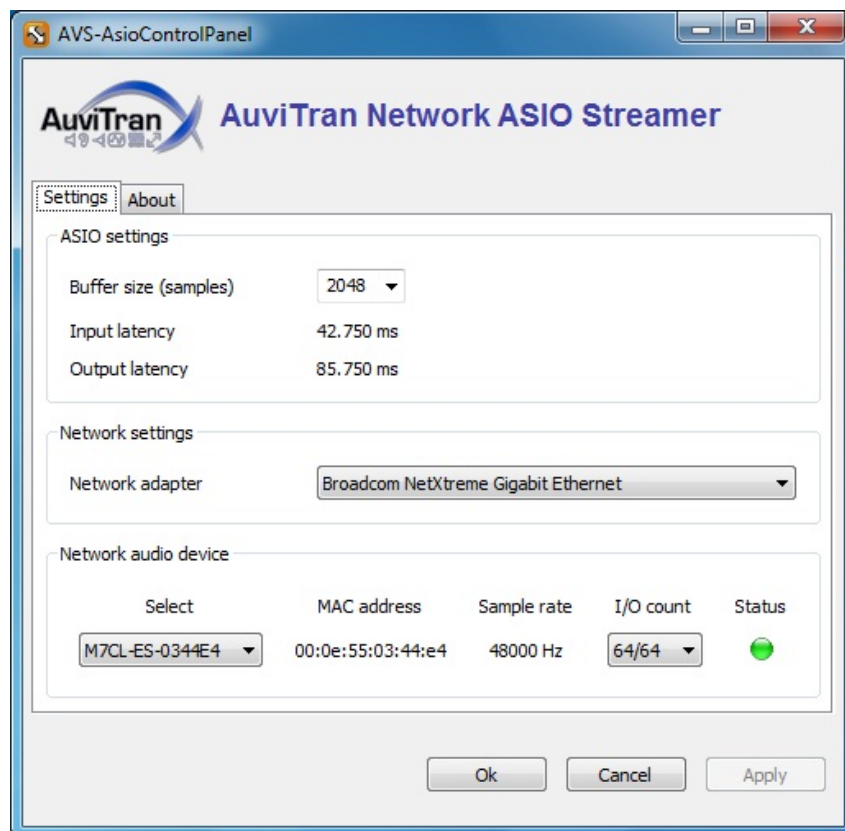 AVS-AsioControlPanel
AuviTran
AuviTran Network ASIO Streamer
Settings About
ASIO settings
Buffer size (samples) 2048
Input latency 42.750 ms
Output latency 85.750 ms
Network settings
Network adapter Broadcom NetXtreme Gigabit Ethernet
Network audio device
Select MAC address Sample rate I/O count Status
M7CL-ES-0344E4 00:0e:55:03:44:e4 48000 Hz 64/64
Ok Cancel Apply